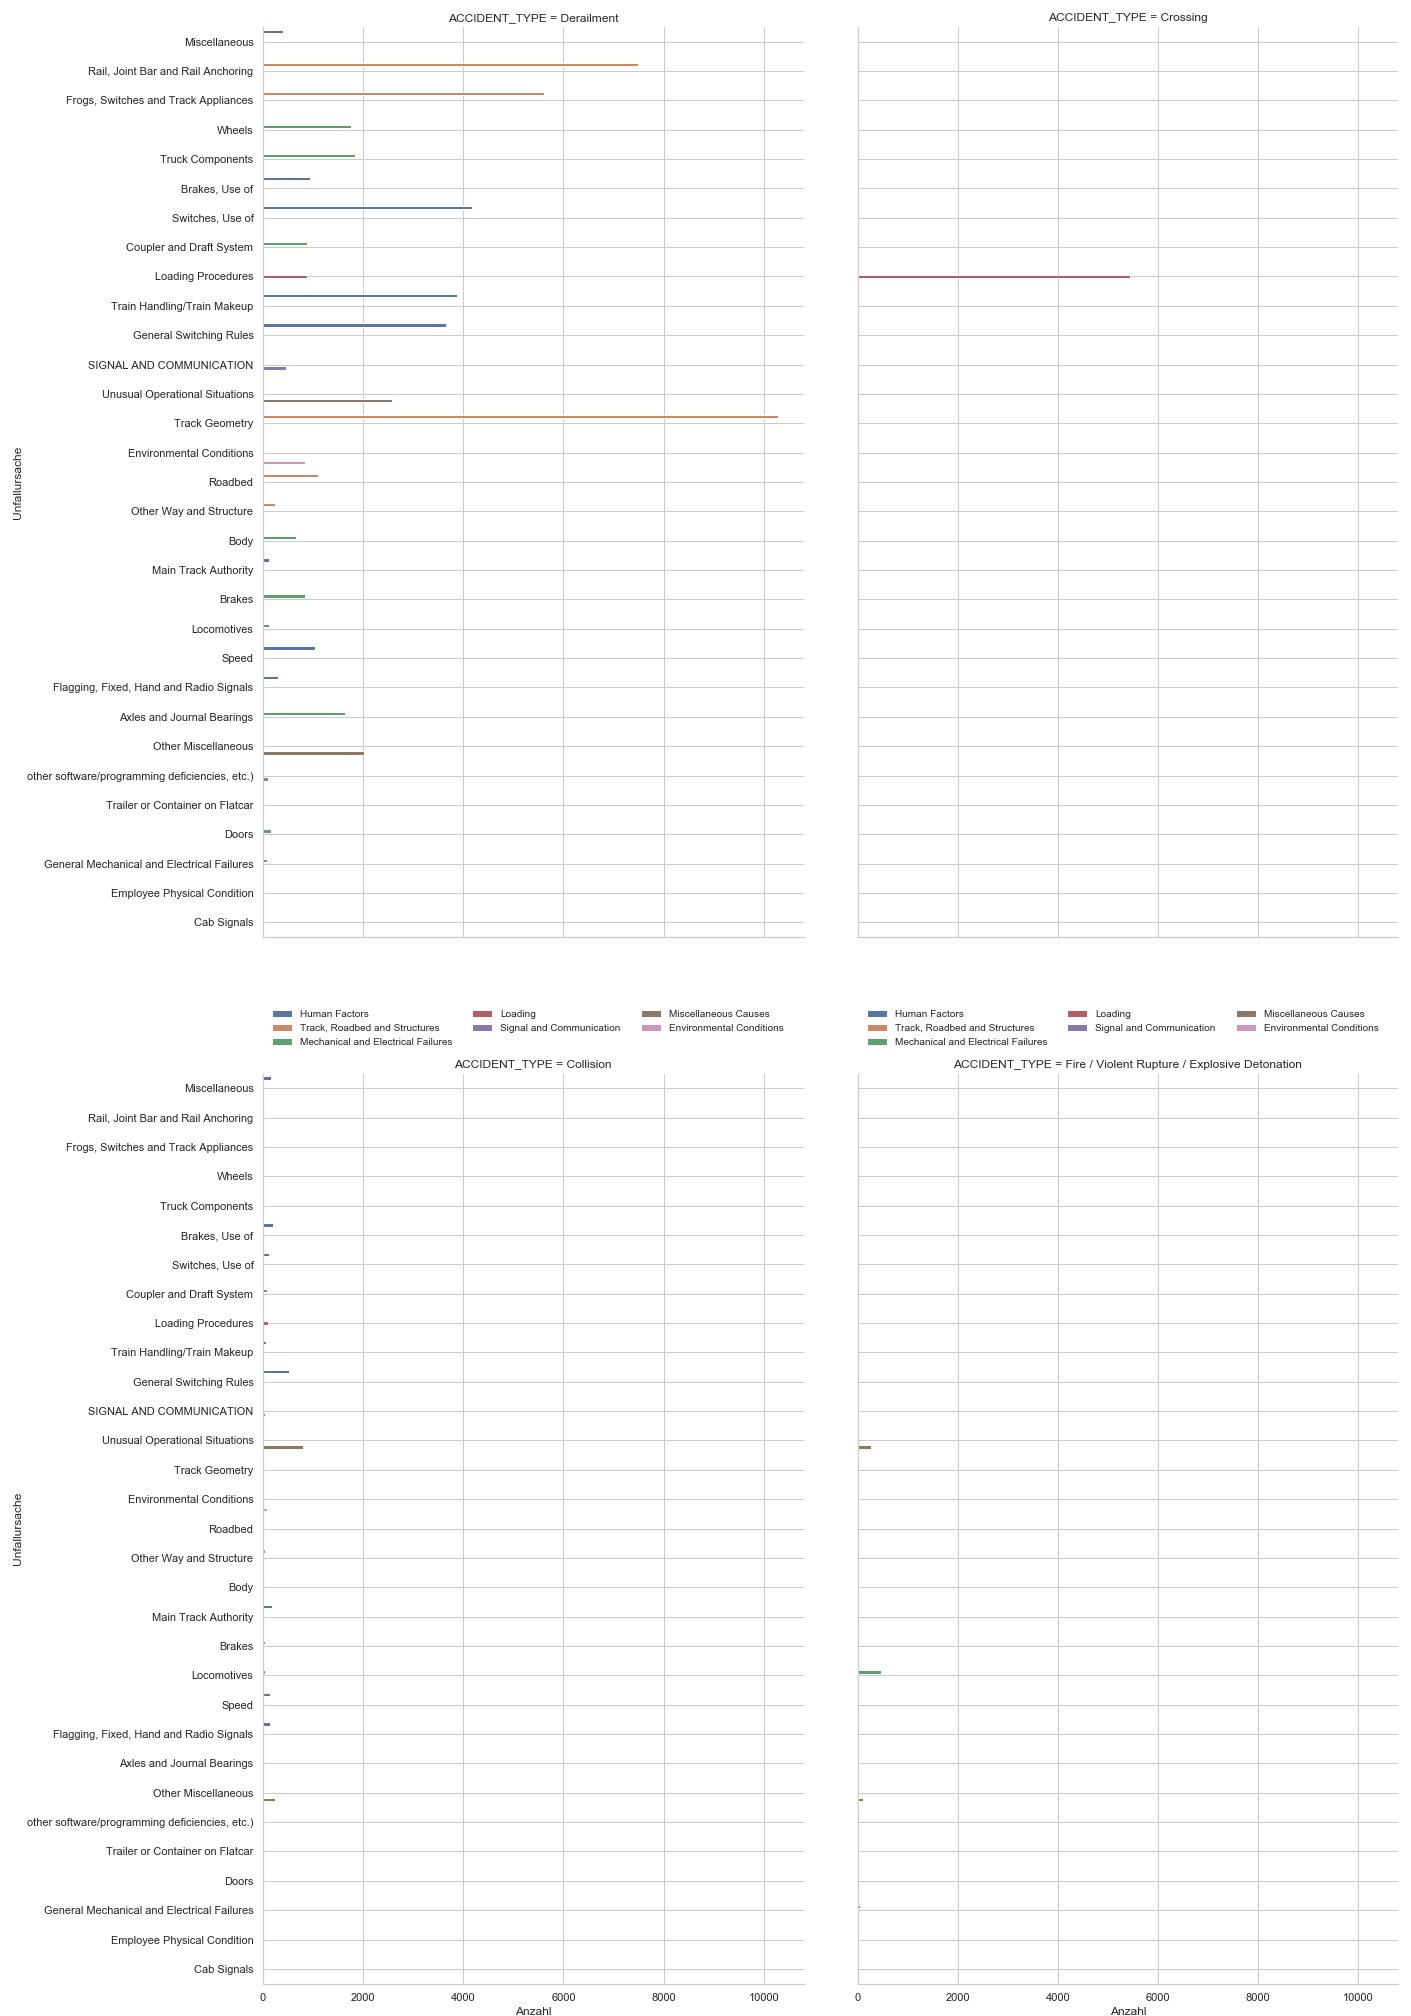 ACCIDENT_TYPE = Derailment
ACCIDENT_TYPE = Crossing
Miscellaneous
Rail, Joint Bar and Rail Anchoring
Frogs, Switches and Track Appliances
Wheels
Truck Components
Brakes, Use of
Switches, Use of
Coupler and Draft System
Loading Procedures
Train Handling/Train Makeup
General Switching Rules
SIGNAL AND COMMUNICATION
Unusual Operational Situations
Track Geometry
Environmental Conditions
Roadbed
Other Way and Structure
Body
Main Track Authority
Brakes
Locomotives
Speed
Flagging, Fixed, Hand and Radio Signals
Axles and Journal Bearings
Other Miscellaneous
other software/programming deficiencies, etc.)
Trailer or Container on Flatcar
Doors
General Mechanical and Electrical Failures
Employee Physical Condition
Cab Signals
Unfallursache
Human Factors
Track, Roadbed and Structures
Mechanical and Electrical Failures
Loading
Signal and Communication
Miscellaneous Causes
Environmental Conditions
Human Factors
Track, Roadbed and Structures
Mechanical and Electrical Failures
Loading
Signal and Communication
Miscellaneous Causes
Environmental Conditions
ACCIDENT_TYPE = Collision
ACCIDENT_TYPE = Fire / Violent Rupture / Explosive Detonation
Miscellaneous
Rail, Joint Bar and Rail Anchoring
Frogs, Switches and Track Appliances
Wheels
Truck Components
Brakes, Use of
Switches, Use of
Coupler and Draft System
Loading Procedures
Train Handling/Train Makeup
General Switching Rules
SIGNAL AND COMMUNICATION
Unusual Operational Situations
Track Geometry
Environmental Conditions
Roadbed
Other Way and Structure
Body
Main Track Authority
Brakes
Locomotives
Speed
Flagging, Fixed, Hand and Radio Signals
Axles and Journal Bearings
Other Miscellaneous
other software/programming deficiencies, etc.)
Trailer or Container on Flatcar
Doors
General Mechanical and Electrical Failures
Employee Physical Condition
Cab Signals
Unfallursache
0 2000 4000 6000 8000 10000
Anzahl
0 2000 4000 6000 8000 10000
Anzahl